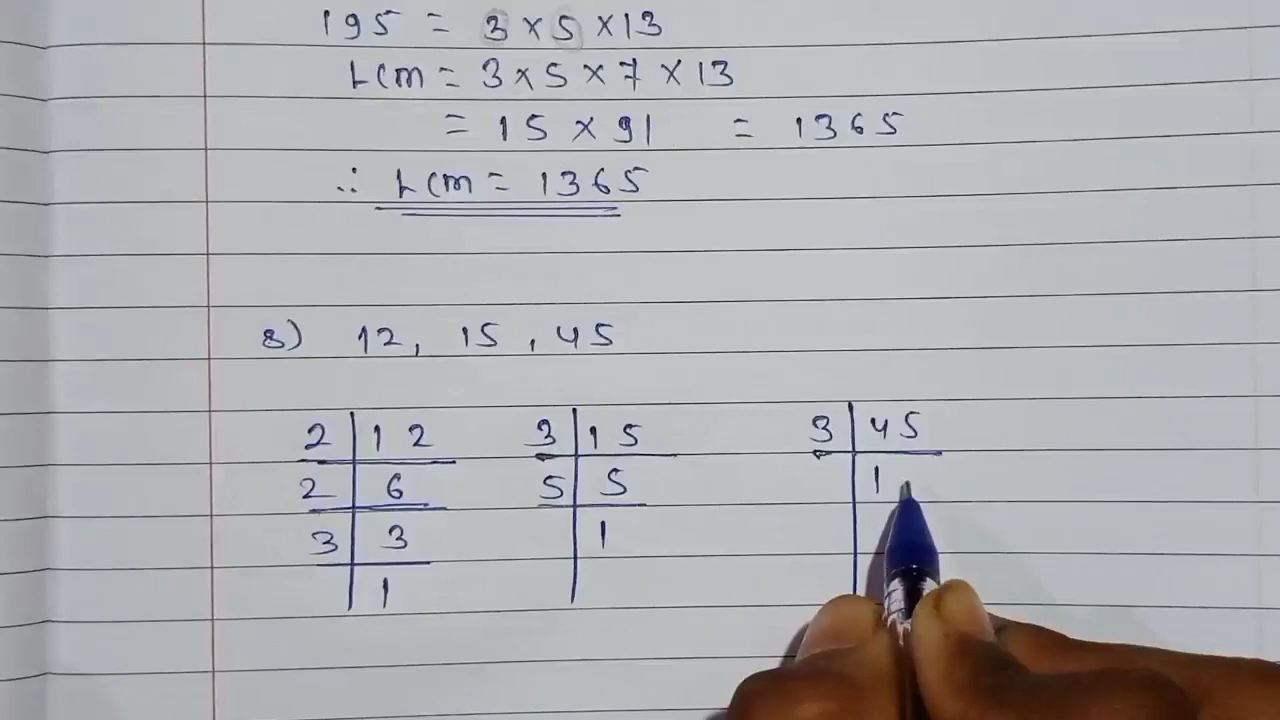 195 = 3 × 5 × 13
LCM = 3 × 5 × 7 × 13
= 15 × 91 = 1365
∴ LCM = 1365
8) 12, 15, 45
2 | 12 3 | 15 3 | 45
2 | 6 5 | 5 1
3 | 3 1
1